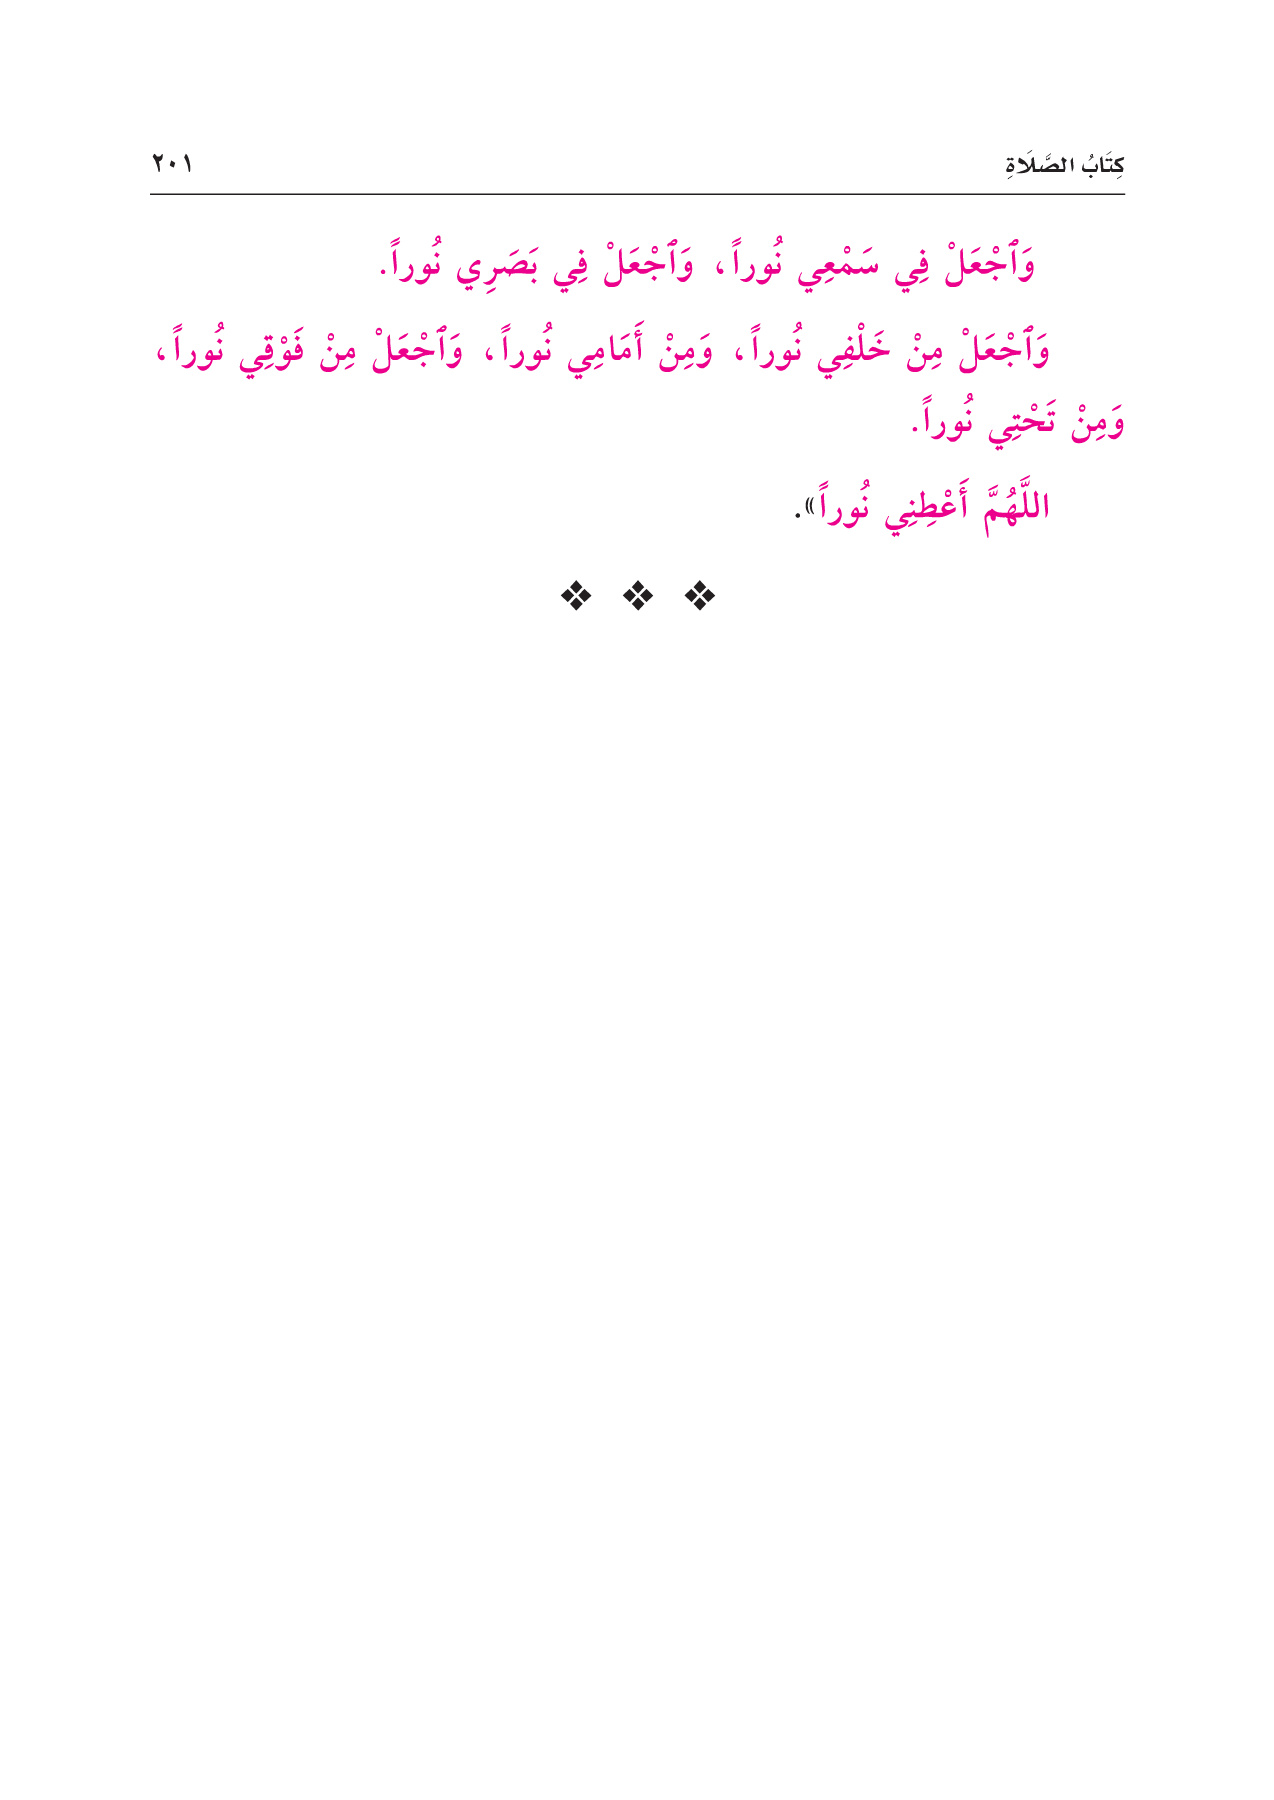 كِتَابُ الصَّلَاةِ ٢٠١
وَٱجْعَلْ فِي سَمْعِي نُوراً، وَٱجْعَلْ فِي بَصَرِي نُوراً.
وَٱجْعَلْ مِنْ خَلْفِي نُوراً، وَمِنْ أَمَامِي نُوراً، وَٱجْعَلْ مِنْ فَوْقِي نُوراً،
وَمِنْ تَحْتِي نُوراً.
اللَّهُمَّ أَعْطِنِي نُوراً».